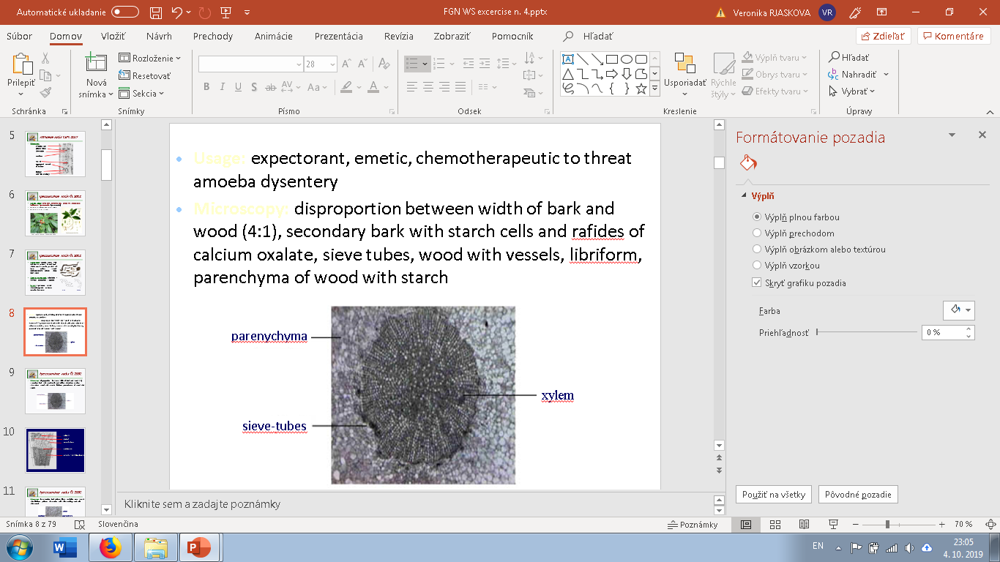 Automatické ukladanie
FGN WS excercise n. 4.pptx
Veronika RJASKOVA
VR
Súbor Domov Vložiť Návrh Prechody Animácie Prezentácia Revízia Zobraziť Pomocník Hľadať
Zdieľať
Komentáre
Prilepiť
Schránka
Nová
snímka
Rozloženie
Resetovať
Sekcia
Snímky
28
B I U S ab AV Aa A
Písmo
Odsek
Usporiadať
Rýchle
štýly
Výplň tvaru
Obrys tvaru
Efekty tvaru
Kreslenie
Hľadať
Nahradiť
Vybrať
Úpravy
5
6
7
8
9
10
11
Usage: expectorant, emetic, chemotherapeutic to threat
amoeba dysentery
Microscopy: disproportion between width of bark and
wood (4:1), secondary bark with starch cells and rafides of
calcium oxalate, sieve tubes, wood with vessels, libriform,
parenchyma of wood with starch
parenychyma
xylem
sieve-tubes
Kliknite sem a zadajte poznámky
Formátovanie pozadia
Výplň
Výplň plnou farbou
Výplň prechodom
Výplň obrázkom alebo textúrou
Výplň vzorkou
Skryť grafiku pozadia
Farba
Priehľadnosť
0 %
Použiť na všetky
Pôvodné pozadie
Snímka 8 z 79
Slovenčina
Poznámky
70 %
EN
23:05
4. 10. 2019